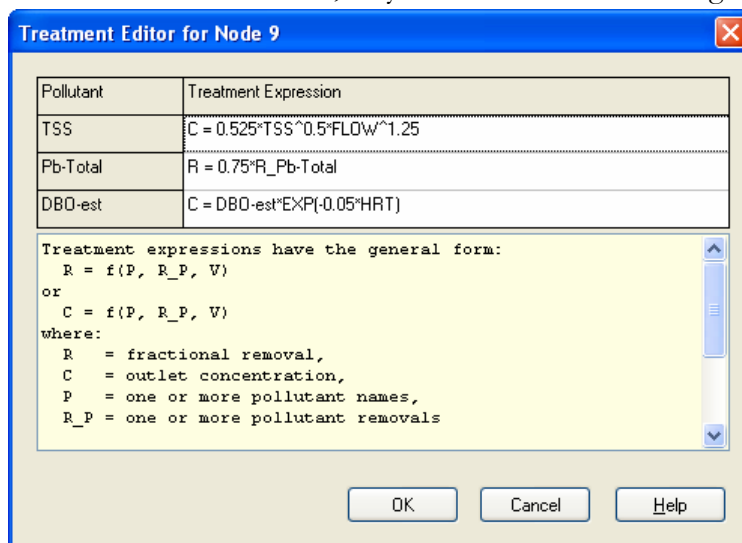 Treatment Editor for Node 9
Pollutant Treatment Expression
TSS C = 0.525*TSS^0.5*FLOW^1.25
Pb-Total R = 0.75*R_Pb-Total
DBO-est C = DBO-est*EXP(-0.05*HRT)
Treatment expressions have the general form:
R = f(P, R_P, V)
or
C = f(P, R_P, V)
where:
R = fractional removal,
C = outlet concentration,
P = one or more pollutant names,
R_P = one or more pollutant removals
OK Cancel Help